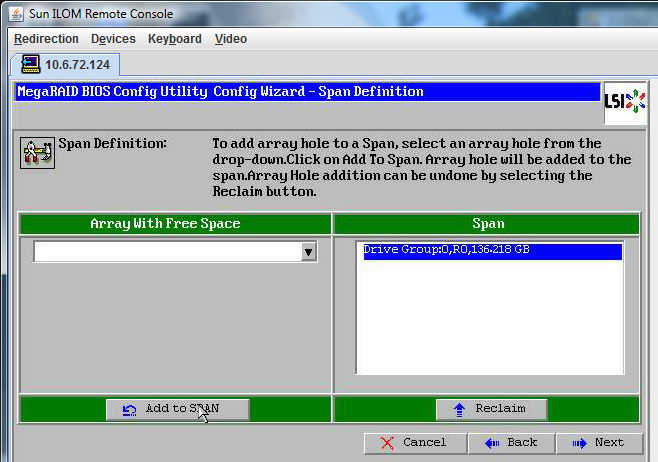 Sun ILOM Remote Console
Redirection Devices Keyboard Video
10.6.72.124
MegaRAID BIOS Config Utility Config Wizard - Span Definition
LSI
Span Definition: To add array hole to a Span, select an array hole from the
drop-down.Click on Add To Span. Array hole will be added to the
span.Array Hole addition can be undone by selecting the
Reclaim button.
Array With Free Space Span
Drive Group:0,R0,136.218 GB
Add to SPAN Reclaim
Cancel Back Next